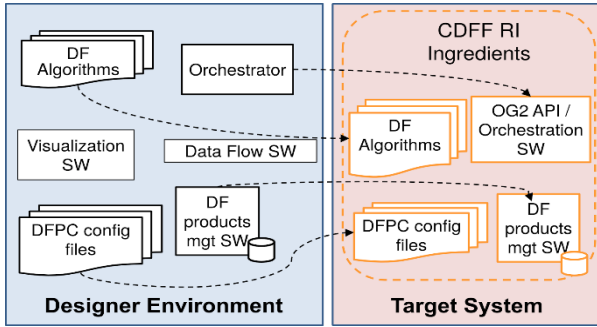 DF
Algorithms
Orchestrator
Visualization
SW
Data Flow SW
DFPC config
files
DF
products
mgt SW
Designer Environment
CDFF RI
Ingredients
DF
Algorithms
OG2 API /
Orchestration
SW
DFPC config
files
DF
products
mgt SW
Target System